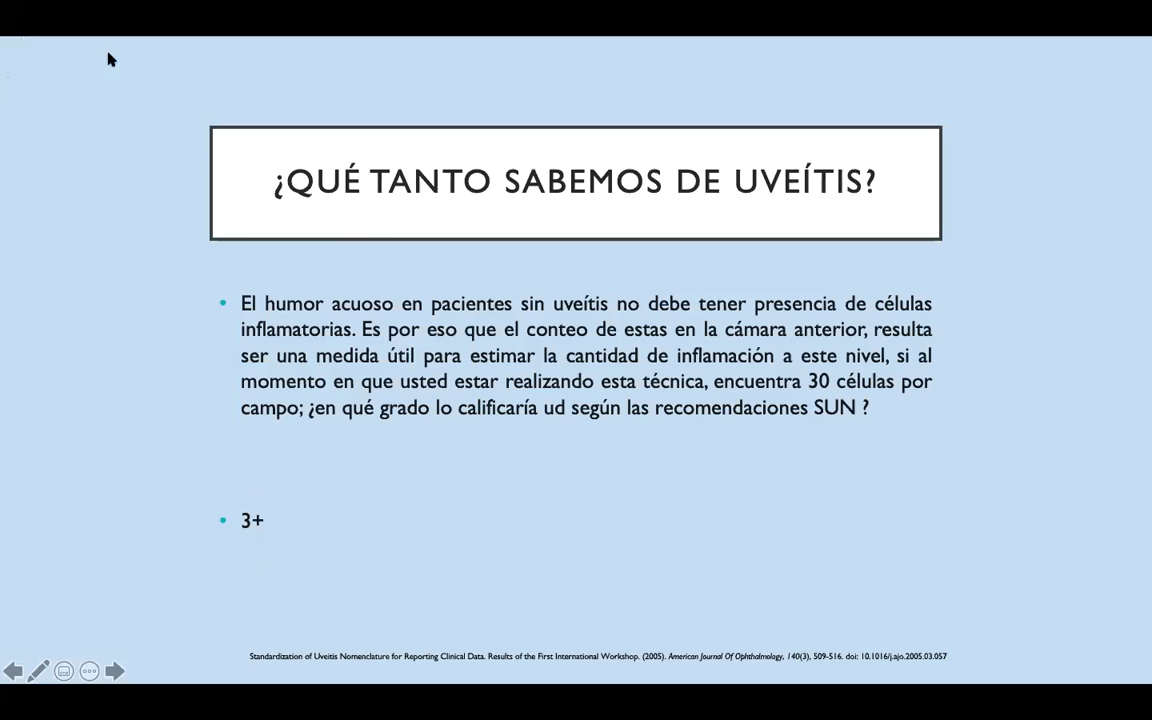 ¿QUÉ TANTO SABEMOS DE UVEÍTIS?
• El humor acuoso en pacientes sin uveítis no debe tener presencia de células
inflamatorias. Es por eso que el conteo de estas en la cámara anterior, resulta
ser una medida útil para estimar la cantidad de inflamación a este nivel, si al
momento en que usted estar realizando esta técnica, encuentra 30 células por
campo; ¿en qué grado lo calificaría ud según las recomendaciones SUN ?
• 3+
Standardization of Uveitis Nomenclature for Reporting Clinical Data. Results of the First International Workshop. (2005). American Journal Of Ophthalmology, 140(3), 509-516. doi: 10.1016/j.ajo.2005.03.057